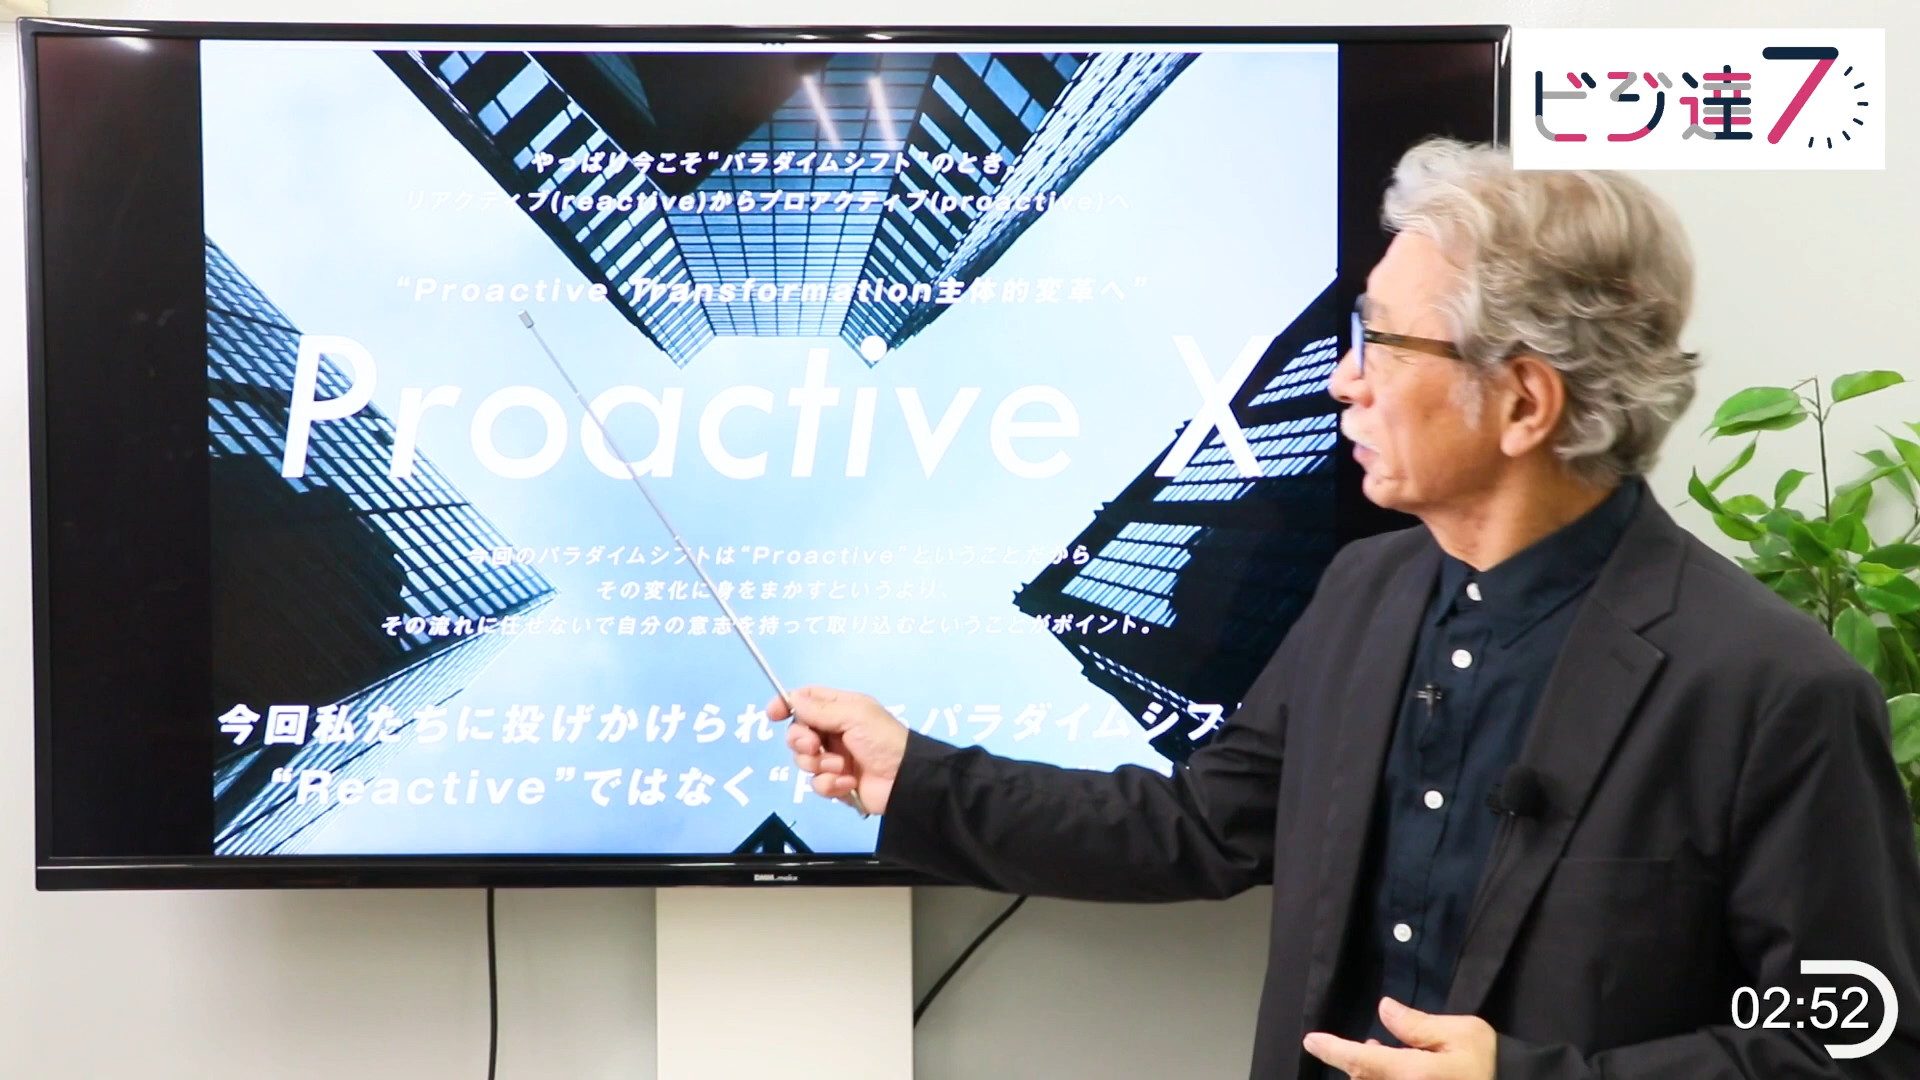 ビジ達7
やっぱり今こそ“パラダイムシフト”のとき。
リアクティブ(reactive)からプロアクティブ(proactive)へ
“Proactive Transformation主体的変革へ”
Proactive X
今回のパラダイムシフトは“Proactive”ということだから
その変化に身をまかすというより、
その流れに任せないで自分の意志を持って取り込むということがポイント。
今回私たちに投げかけられ るパラダイムシフ
“Reactive”ではなく“P
DMM.make
02:52